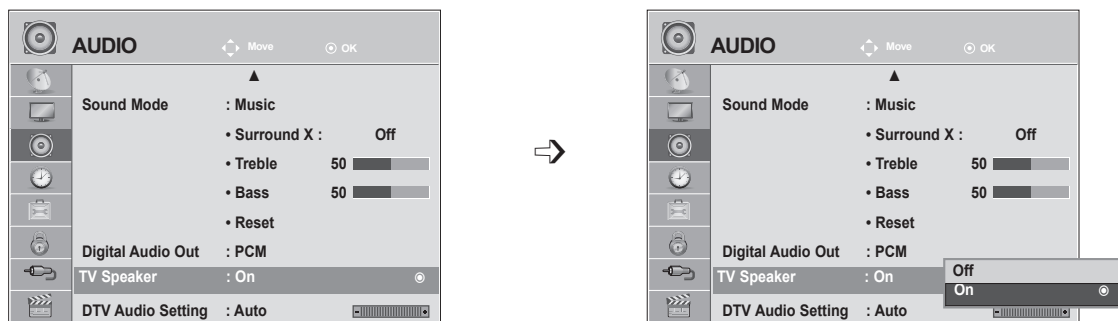 AUDIO Move OK
Sound Mode : Music
• Surround X : Off
• Treble 50
• Bass 50
• Reset
Digital Audio Out : PCM
TV Speaker : On
DTV Audio Setting : Auto
AUDIO Move OK
Sound Mode : Music
• Surround X : Off
• Treble 50
• Bass 50
• Reset
Digital Audio Out : PCM
TV Speaker : On
Off
On
DTV Audio Setting : Auto